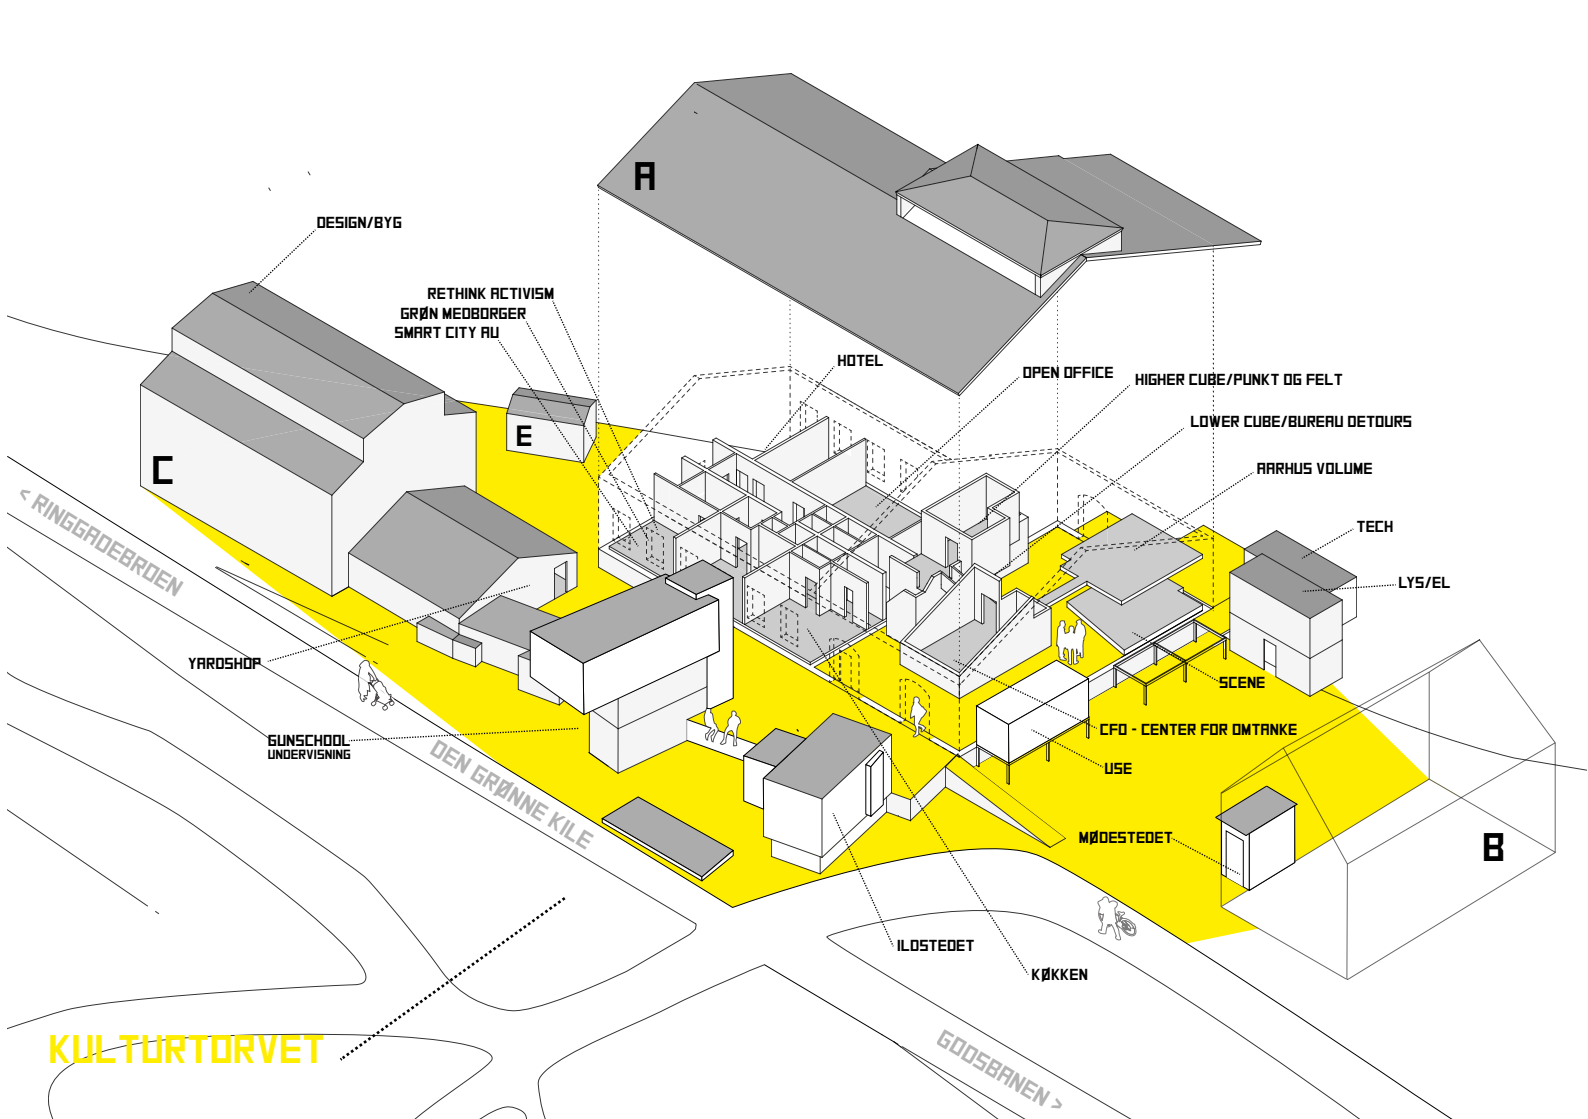 A
DESIGN/BYG
RETHINK ACTIVISM
GRØN MEDBORGER
SMART CITY AU
HOTEL
OPEN OFFICE
HIGHER CUBE/PUNKT OG FELT
LOWER CUBE/BUREAU DETOURS
AARHUS VOLUME
TECH
LYS/EL
E
C
< RINGGADEBROEN
YARDSHOP
SCENE
CFO - CENTER FOR OMTANKE
USE
GUNSCHOOL
UNDERVISNING
DEN GRØNNE KILE
MØDESTEDET
B
ILDSTEDET
KØKKEN
KULTURTORVET
GODSBANEN >